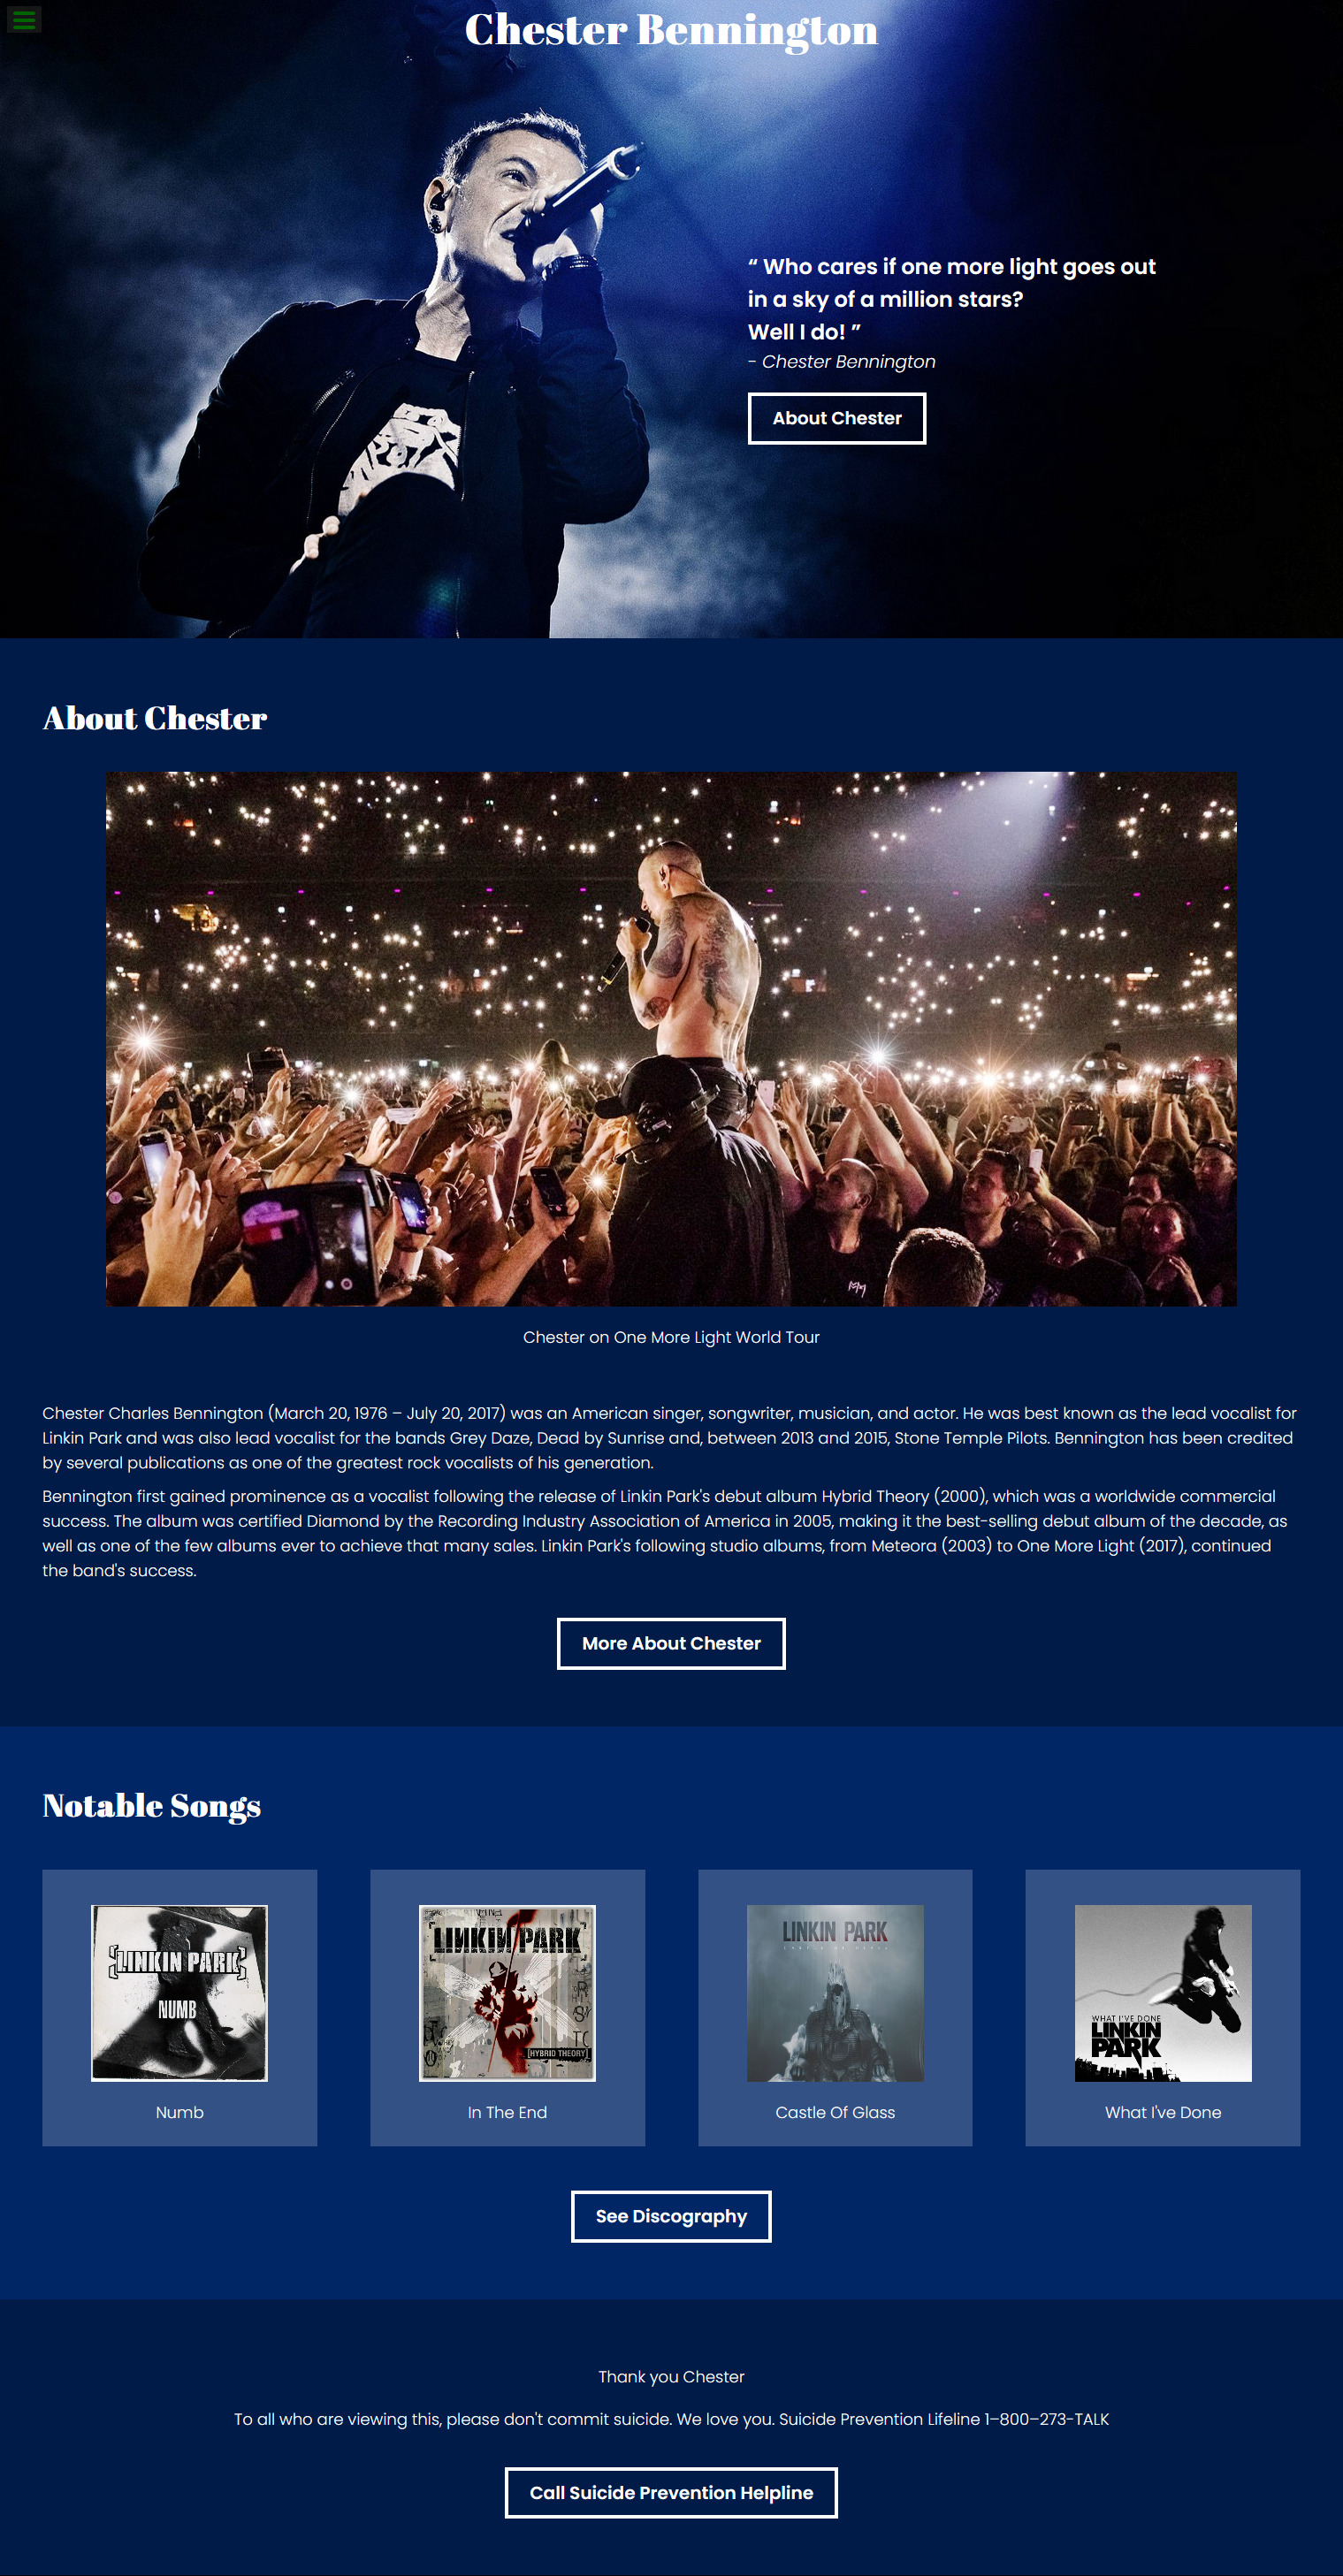 Chester Bennington
“ Who cares if one more light goes out
in a sky of a million stars?
Well I do! ”
- Chester Bennington
About Chester
About Chester
Chester on One More Light World Tour
Chester Charles Bennington (March 20, 1976 – July 20, 2017) was an American singer, songwriter, musician, and actor. He was best known as the lead vocalist for
Linkin Park and was also lead vocalist for the bands Grey Daze, Dead by Sunrise and, between 2013 and 2015, Stone Temple Pilots. Bennington has been credited
by several publications as one of the greatest rock vocalists of his generation.
Bennington first gained prominence as a vocalist following the release of Linkin Park's debut album Hybrid Theory (2000), which was a worldwide commercial
success. The album was certified Diamond by the Recording Industry Association of America in 2005, making it the best-selling debut album of the decade, as
well as one of the few albums ever to achieve that many sales. Linkin Park's following studio albums, from Meteora (2003) to One More Light (2017), continued
the band's success.
More About Chester
Notable Songs
[LINKIN PARK]
NUMB
Numb
LINKIN PARK
[HYBRID THEORY]
In The End
LINKIN PARK
Castle Of Glass
WHAT I'VE DONE
LINKIN
PARK
What I've Done
See Discography
Thank you Chester
To all who are viewing this, please don't commit suicide. We love you. Suicide Prevention Lifeline 1–800–273-TALK
Call Suicide Prevention Helpline